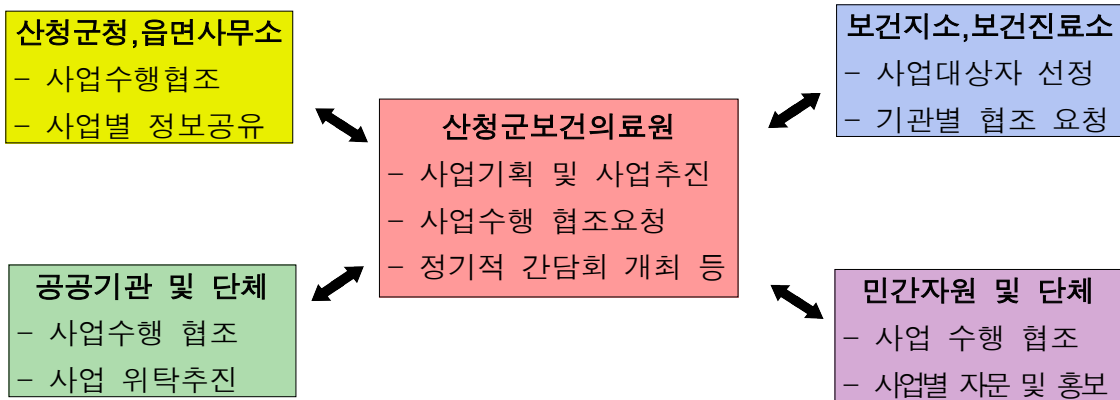 산청군청,읍면사무소
- 사업수행협조
- 사업별 정보공유
보건지소,보건진료소
- 사업대상자 선정
- 기관별 협조 요청
산청군보건의료원
- 사업기획 및 사업추진
- 사업수행 협조요청
- 정기적 간담회 개최 등
공공기관 및 단체
- 사업수행 협조
- 사업 위탁추진
민간자원 및 단체
- 사업 수행 협조
- 사업별 자문 및 홍보